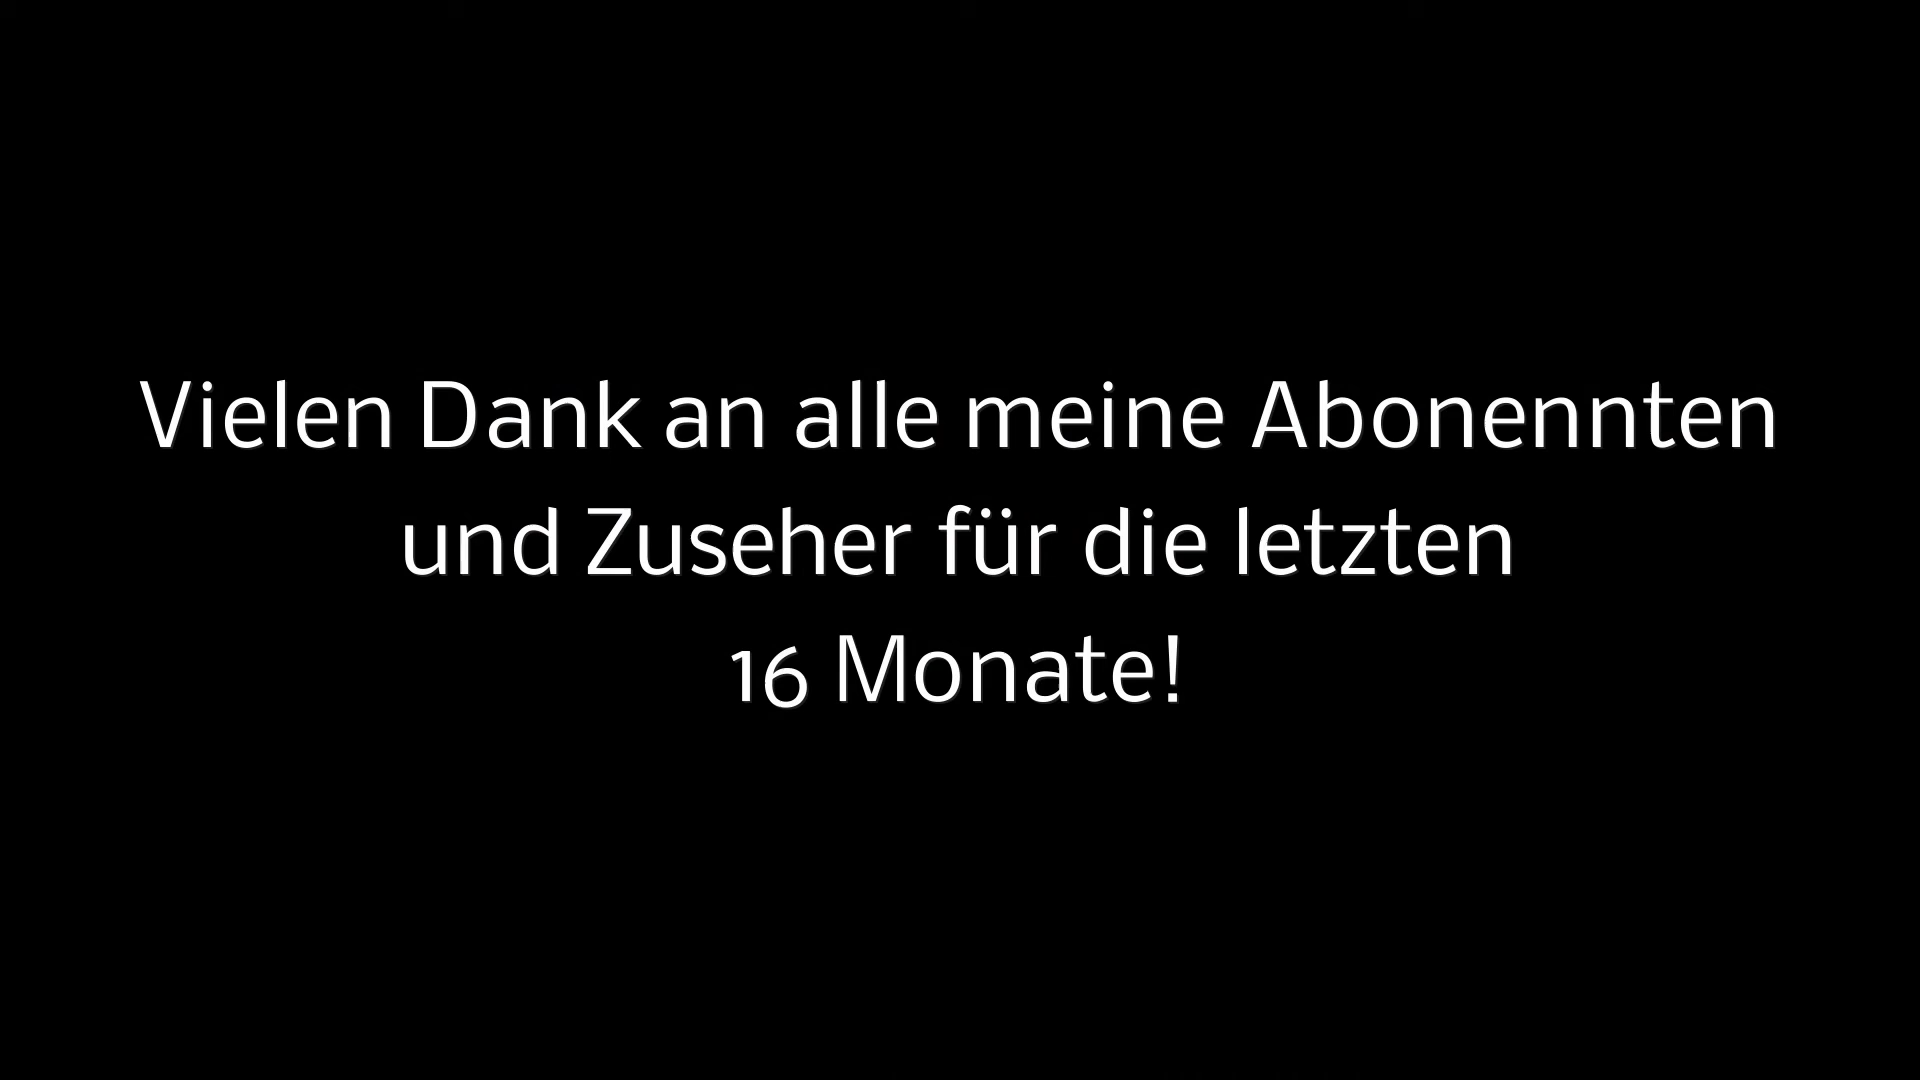 Vielen Dank an alle meine Abonennten
und Zuseher für die letzten
16 Monate!